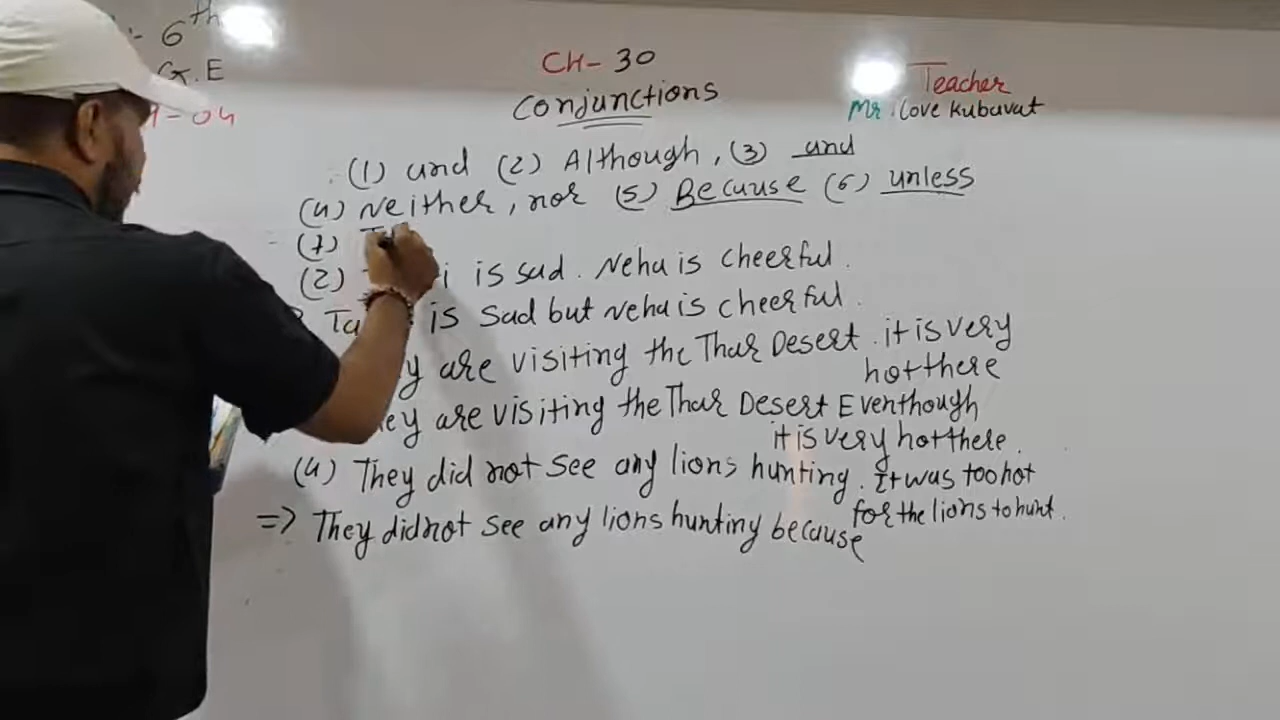 6th
G.E
04
CH- 30
Conjunctions
Teacher
Mr. Love Kubavat
(1) and (2) Although, (3) and
(4) Neither, nor (5) Because (6) unless
(7)
(2) is sad. Neha is cheerful.
is sad but Neha is cheerful.
are visiting the Thar Desert. it is very
hot there
are visiting the Thar Desert Eventhough
it is very hot there.
(4) They did not see any lions hunting. It was too hot
for the lions to hunt.
=> They did not see any lions hunting because